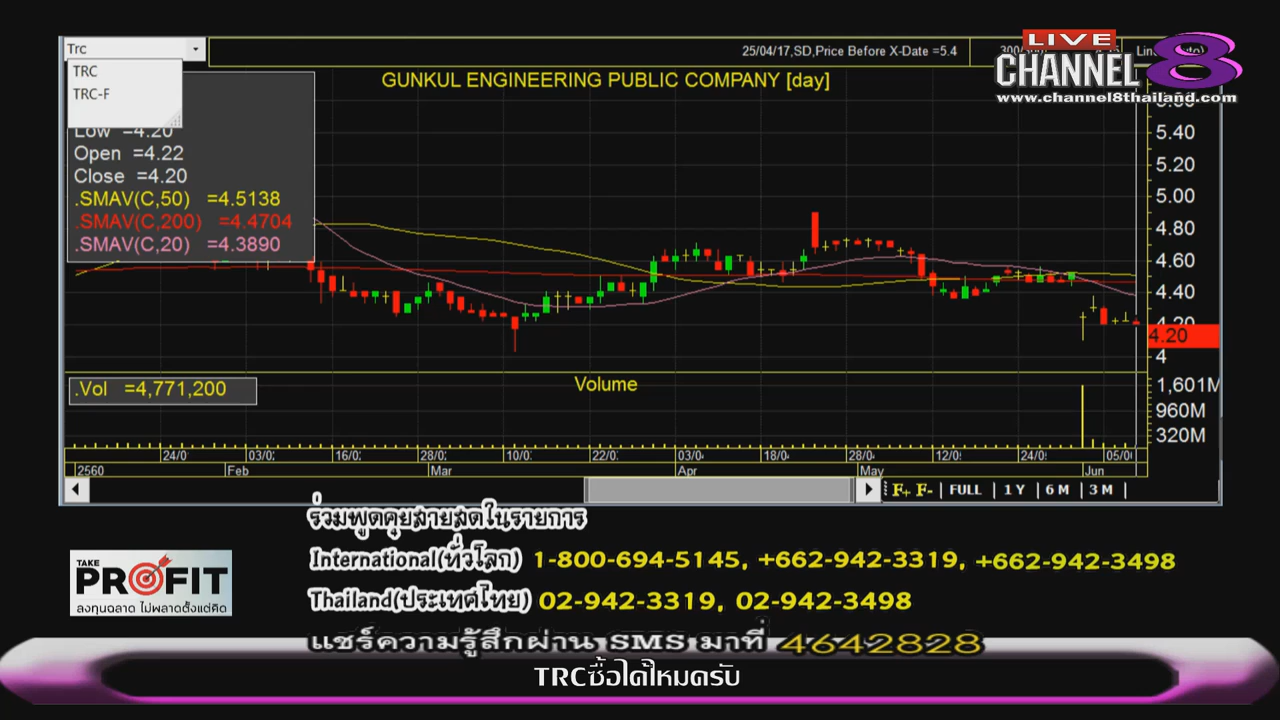 Trc
25/04/17,SD,Price Before X-Date =5.4
LIVE
CHANNEL 8
www.channel8thailand.com
TRC
TRC-F
GUNKUL ENGINEERING PUBLIC COMPANY [day]
Low =4.20
Open =4.22
Close =4.20
.SMAV(C,50) =4.5138
.SMAV(C,200) =4.4704
.SMAV(C,20) =4.3890
5.40
5.20
5.00
4.80
4.60
4.40
4.20
4.20
4
.Vol =4,771,200
Volume
1,601M
960M
320M
24/0 03/0 16/0 28/0 10/0 22/0 03/0 18/0 28/0 12/0 24/0 05/0
2560 Feb Mar Apr May Jun
F+ F- FULL 1 Y 6 M 3 M
ร่วมพูดคุยสายสดในรายการ
International(ทั่วโลก) 1-800-694-5145, +662-942-3319, +662-942-3498
TAKE
PROFIT
ลงทุนฉลาด ไม่พลาดตั้งแต่คิด
Thailand(ประเทศไทย) 02-942-3319, 02-942-3498
แชร์ความรู้สึกผ่าน SMS มาที่ 4642828
TRCซื้อได้ไหมครับ